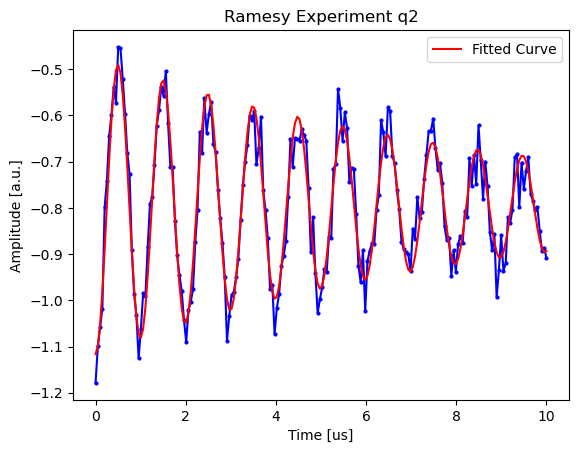 Ramesy Experiment q2
Fitted Curve
Amplitude [a.u.]
−0.5
−0.6
−0.7
−0.8
−0.9
−1.0
−1.1
−1.2
0 2 4 6 8 10
Time [us]